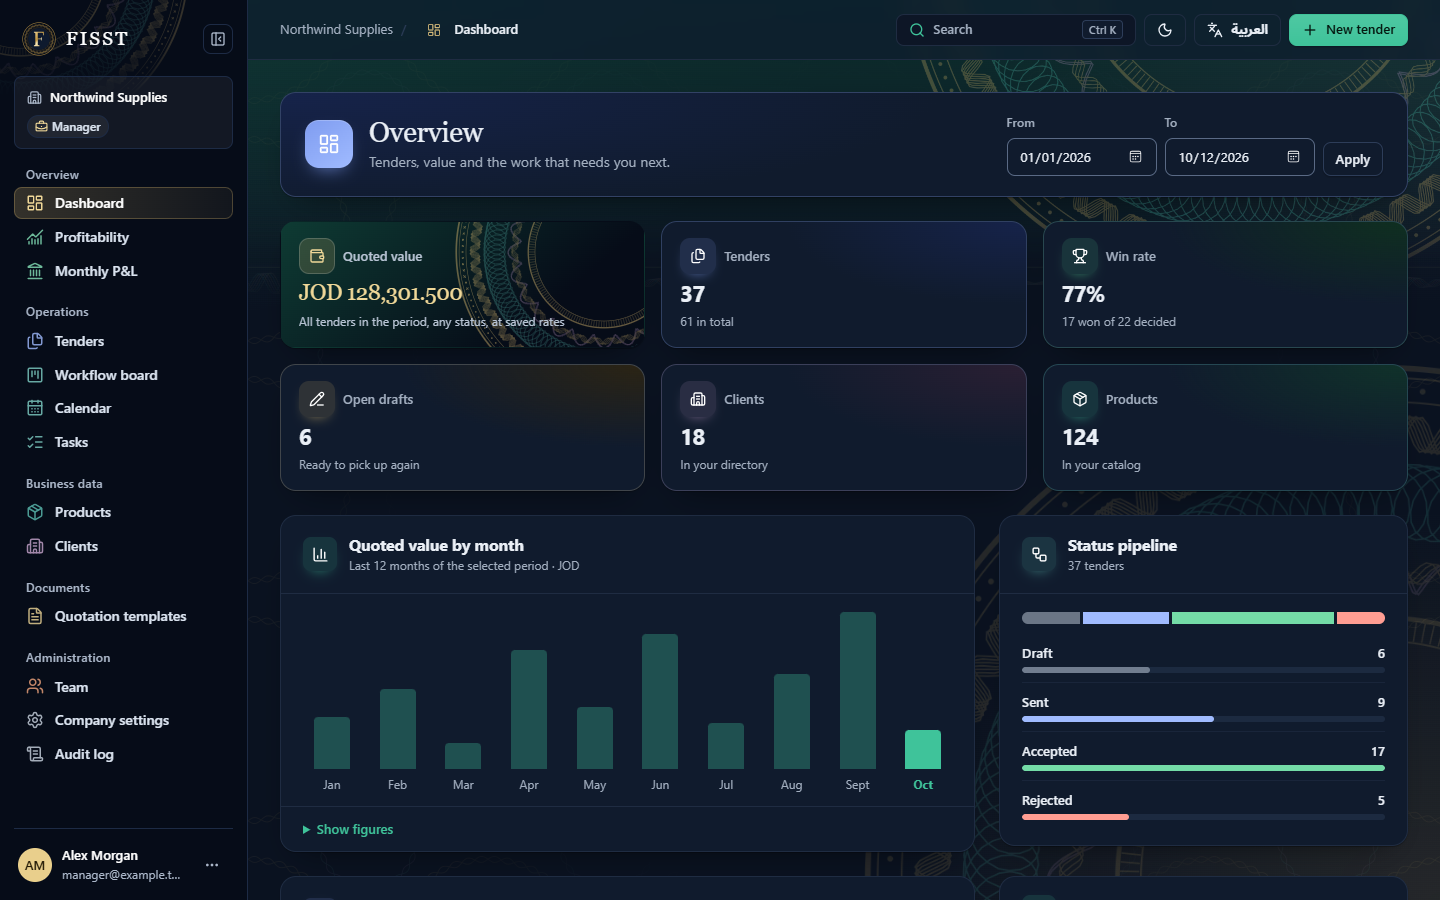 FISST
Northwind Supplies
Manager
Overview
Dashboard
Profitability
Monthly P&L
Operations
Tenders
Workflow board
Calendar
Tasks
Business data
Products
Clients
Documents
Quotation templates
Administration
Team
Company settings
Audit log
AM
Alex Morgan
manager@example.t...
Northwind Supplies / Dashboard
Search Ctrl K
العربية
New tender
Overview
Tenders, value and the work that needs you next.
From
01/01/2026
To
10/12/2026
Apply
Quoted value
JOD 128,301.500
All tenders in the period, any status, at saved rates
Tenders
37
61 in total
Win rate
77%
17 won of 22 decided
Open drafts
6
Ready to pick up again
Clients
18
In your directory
Products
124
In your catalog
Quoted value by month
Last 12 months of the selected period · JOD
Jan Feb Mar Apr May Jun Jul Aug Sept Oct
Show figures
Status pipeline
37 tenders
Draft 6
Sent 9
Accepted 17
Rejected 5